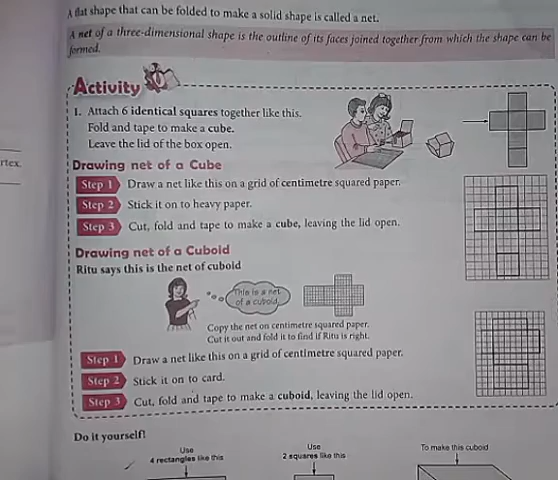 A flat shape that can be folded to make a solid shape is called a net.
A net of a three-dimensional shape is the outline of its faces joined together from which the shape can be
formed.
Activity
1. Attach 6 identical squares together like this.
Fold and tape to make a cube.
Leave the lid of the box open.
rtex.
Drawing net of a Cube
Step 1 Draw a net like this on a grid of centimetre squared paper.
Step 2 Stick it on to heavy paper.
Step 3 Cut, fold and tape to make a cube, leaving the lid open.
Drawing net of a Cuboid
Ritu says this is the net of cuboid
This is a net
of a cuboid.
Copy the net on centimetre squared paper.
Cut it out and fold it to find if Ritu is right.
Step 1 Draw a net like this on a grid of centimetre squared paper.
Step 2 Stick it on to card.
Step 3 Cut, fold and tape to make a cuboid, leaving the lid open.
Do it yourself!
Use
4 rectangles like this
Use
2 squares like this
To make this cuboid